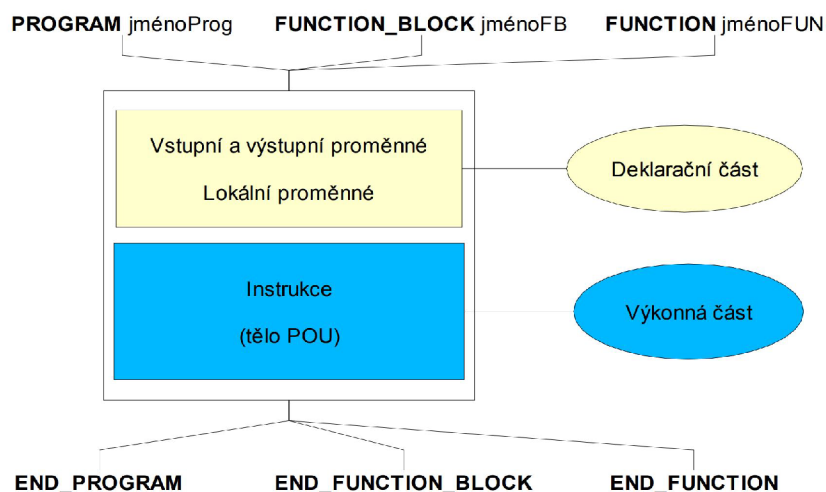 PROGRAM jménoProg FUNCTION_BLOCK jménoFB FUNCTION jménoFUN
Vstupní a výstupní proměnné
Lokální proměnné
Deklarační část
Instrukce
(tělo POU)
Výkonná část
END_PROGRAM END_FUNCTION_BLOCK END_FUNCTION